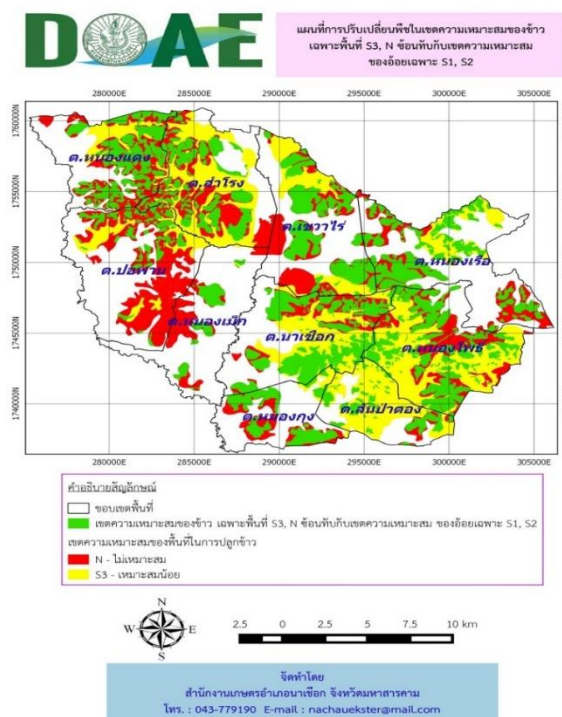 DOAE
แผนที่การปรับเปลี่ยนพืชในเขตความเหมาะสมของข้าว
เฉพาะพื้นที่ S3, N ซ้อนทับกับเขตความเหมาะสม
ของอ้อยเฉพาะ S1, S2
280000E 285000E 290000E 295000E 300000E 305000E
1760000N
1755000N
1750000N
1745000N
1740000N
ต.หนองแดง
ต.สำโรง
ต.เขวาไร่
ต.ปอพาน
ต.หนองเรือ
ต.หนองเม็ก
ต.นาเชือก
ต.หนองโพธิ์
ต.หนองกุง
ต.สันป่าตอง
280000E 285000E 290000E 295000E 300000E 305000E
คำอธิบายสัญลักษณ์
ขอบเขตพื้นที่
เขตความเหมาะสมของข้าว เฉพาะพื้นที่ S3, N ซ้อนทับกับเขตความเหมาะสม ของอ้อยเฉพาะ S1, S2
เขตความเหมาะสมของพื้นที่ในการปลูกข้าว
N - ไม่เหมาะสม
S3 - เหมาะสมน้อย
N
W E
S
2.5 0 2.5 5 7.5 10 km
จัดทำโดย
สำนักงานเกษตรอำเภอนาเชือก จังหวัดมหาสารคาม
โทร. : 043-779190 E-mail : nachauekster@mail.com